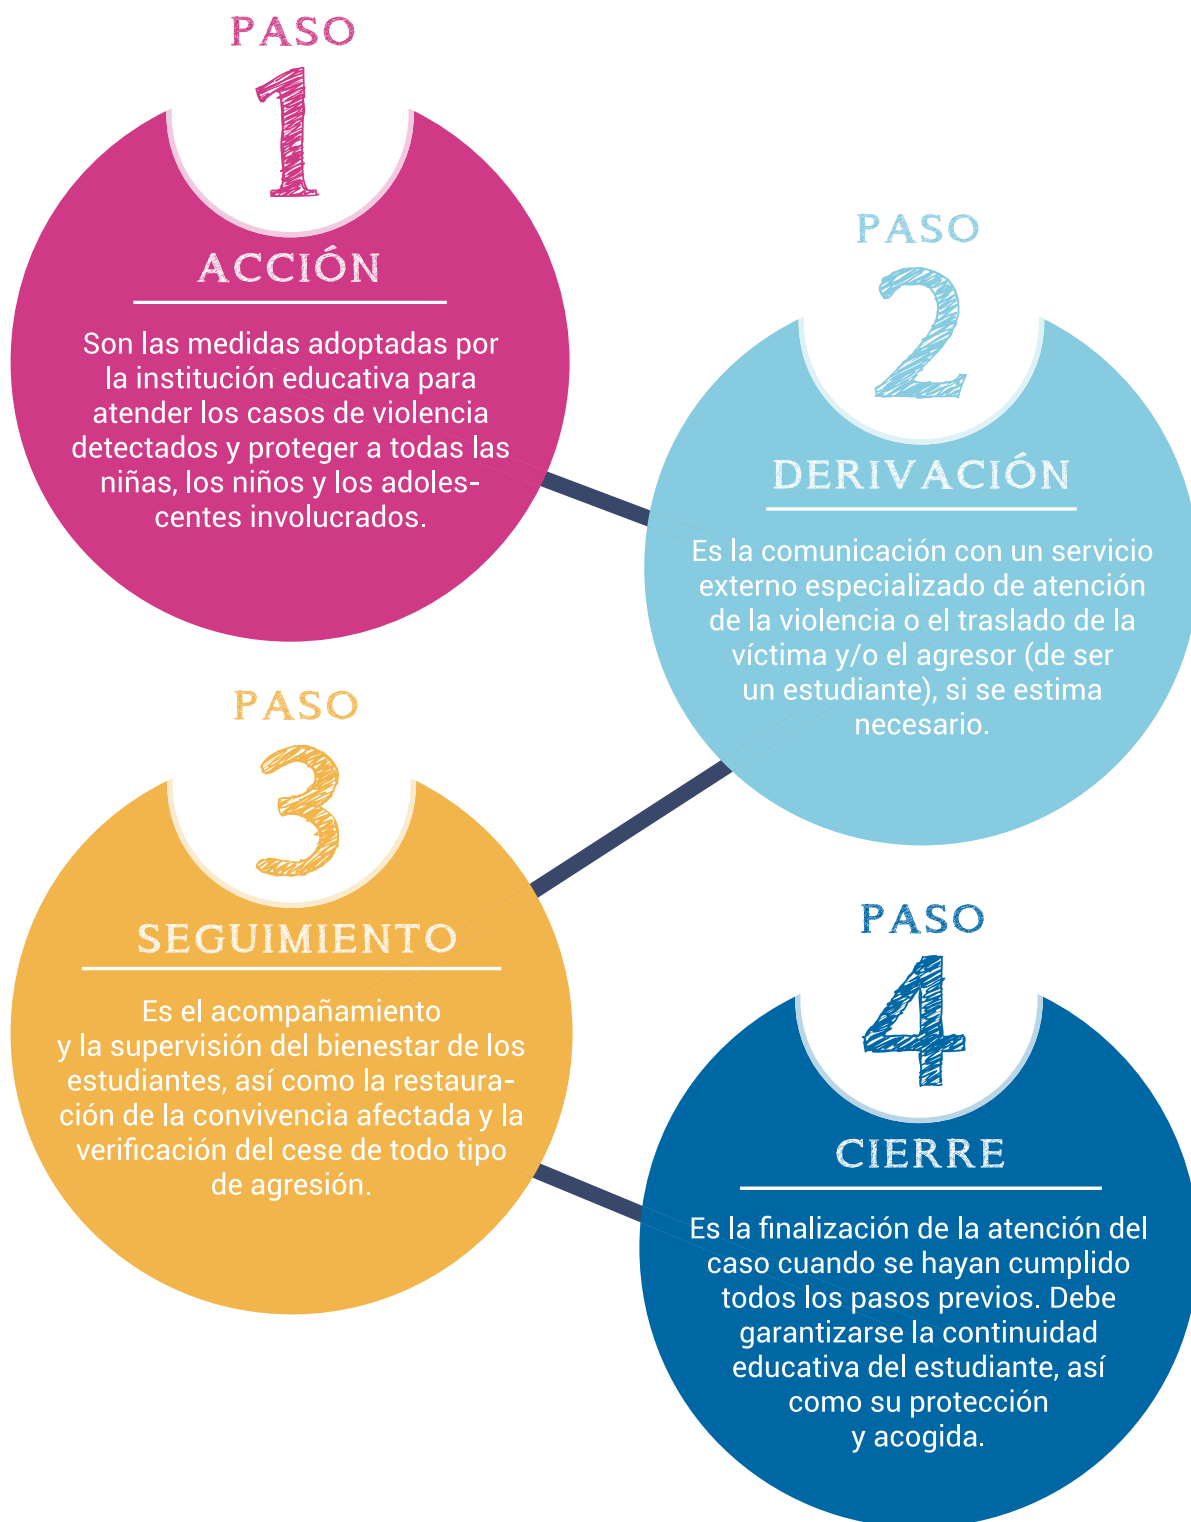 PASO
1
ACCIÓN
Son las medidas adoptadas por
la institución educativa para
atender los casos de violencia
detectados y proteger a todas las
niñas, los niños y los adoles-
centes involucrados.
PASO
2
DERIVACIÓN
Es la comunicación con un servicio
externo especializado de atención
de la violencia o el traslado de la
víctima y/o el agresor (de ser
un estudiante), si se estima
necesario.
PASO
3
SEGUIMIENTO
Es el acompañamiento
y la supervisión del bienestar de los
estudiantes, así como la restaura-
ción de la convivencia afectada y la
verificación del cese de todo tipo
de agresión.
PASO
4
CIERRE
Es la finalización de la atención del
caso cuando se hayan cumplido
todos los pasos previos. Debe
garantizarse la continuidad
educativa del estudiante, así
como su protección
y acogida.